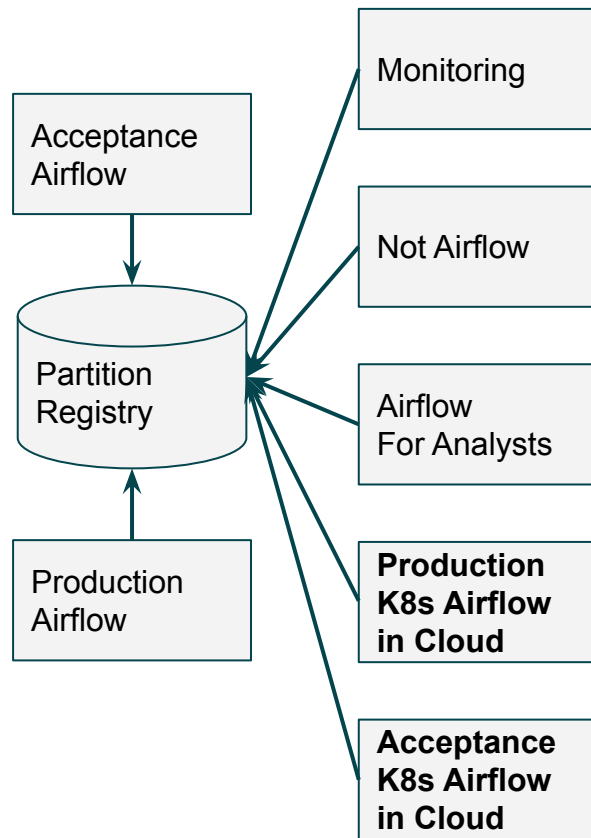 Monitoring
Acceptance
Airflow
Not Airflow
Partition
Registry
Airflow
For Analysts
Production
Airflow
Production
K8s Airflow
in Cloud
Acceptance
K8s Airflow
in Cloud